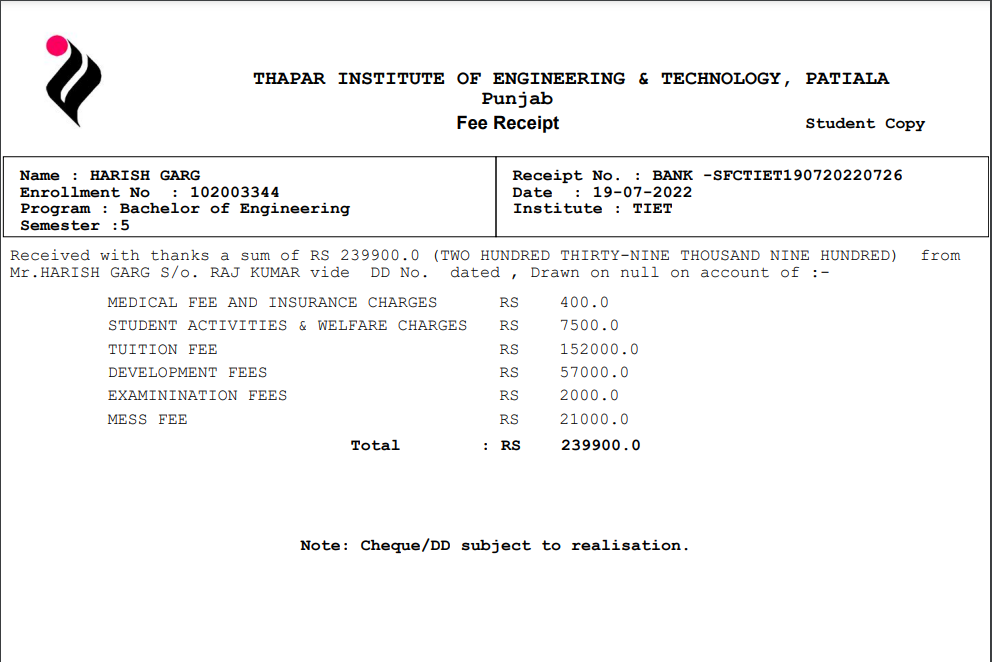 THAPAR INSTITUTE OF ENGINEERING & TECHNOLOGY, PATIALA
Punjab
Fee Receipt
Student Copy
Name : HARISH GARG
Enrollment No : 102003344
Program : Bachelor of Engineering
Semester :5
Receipt No. : BANK -SFCTIET190720220726
Date : 19-07-2022
Institute : TIET
Received with thanks a sum of RS 239900.0 (TWO HUNDRED THIRTY-NINE THOUSAND NINE HUNDRED) from
Mr.HARISH GARG S/o. RAJ KUMAR vide DD No. dated , Drawn on null on account of :-
MEDICAL FEE AND INSURANCE CHARGES RS 400.0
STUDENT ACTIVITIES & WELFARE CHARGES RS 7500.0
TUITION FEE RS 152000.0
DEVELOPMENT FEES RS 57000.0
EXAMININATION FEES RS 2000.0
MESS FEE RS 21000.0
Total : RS 239900.0
Note: Cheque/DD subject to realisation.